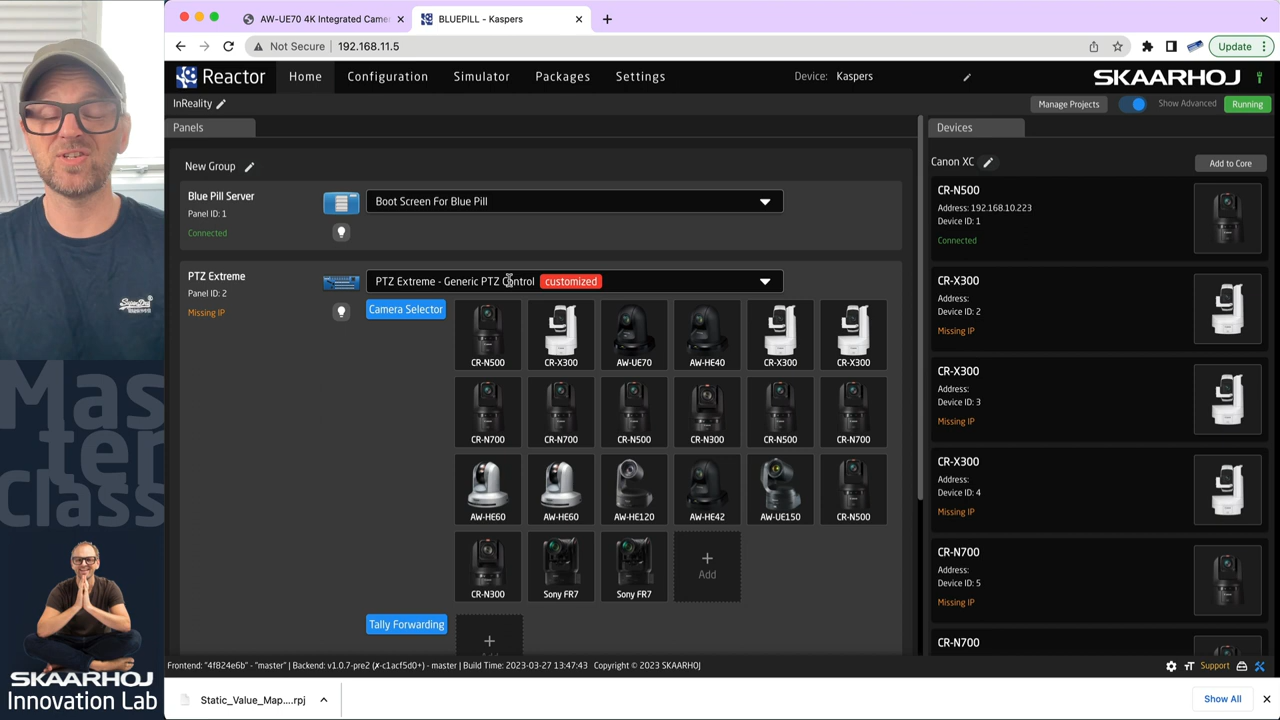 AW-UE70 4K Integrated Came
BLUEPILL - Kaspers
Not Secure
192.168.11.5
Update
Reactor
Home
Configuration
Simulator
Packages
Settings
Device:
Kaspers
SKAARHOJ
InReality
Manage Projects
Show Advanced
Running
Panels
New Group
Blue Pill Server
Panel ID: 1
Connected
Boot Screen For Blue Pill
PTZ Extreme
Panel ID: 2
Missing IP
PTZ Extreme - Generic PTZ Control
customized
Camera Selector
CR-N500
CR-X300
AW-UE70
AW-HE40
CR-X300
CR-X300
CR-N700
CR-N700
CR-N500
CR-N300
CR-N500
CR-N700
AW-HE60
AW-HE60
AW-HE120
AW-HE42
AW-UE150
CR-N500
CR-N300
Sony FR7
Sony FR7
Add
Tally Forwarding
Devices
Canon XC
Add to Core
CR-N500
Address: 192.168.10.223
Device ID: 1
Connected
CR-X300
Address:
Device ID: 2
Missing IP
CR-X300
Address:
Device ID: 3
Missing IP
CR-X300
Address:
Device ID: 4
Missing IP
CR-N700
Address:
Device ID: 5
Missing IP
CR-N700
Frontend: "4f824e6b" - "master" | Backend: v1.0.7-pre2 (✗-c1acf5d0+) - master | Build Time: 2023-03-27 13:47:43 Copyright © 2023 SKAARHOJ
Support
Static_Value_Map....rpj
Show All
Superdry
Mas
ter
Class
SKAARHOJ
Innovation Lab